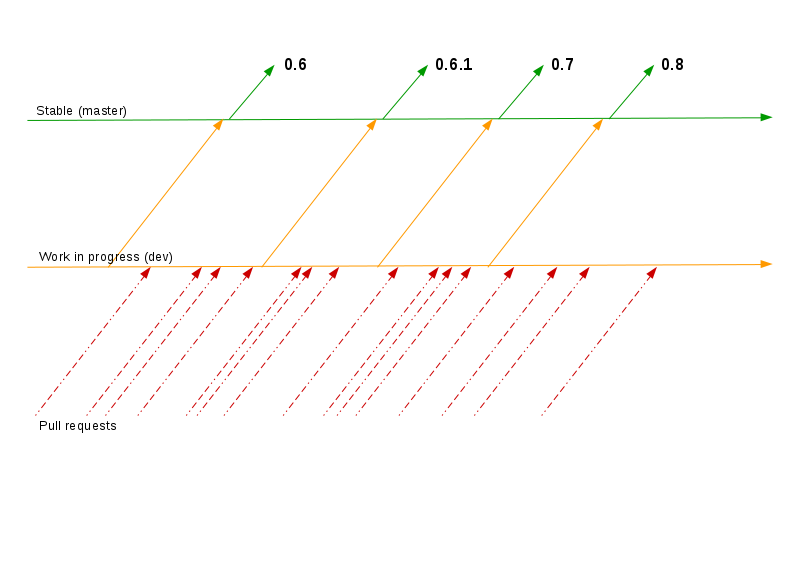 0.6
0.6.1
0.7
0.8
Stable (master)
Work in progress (dev)
Pull requests